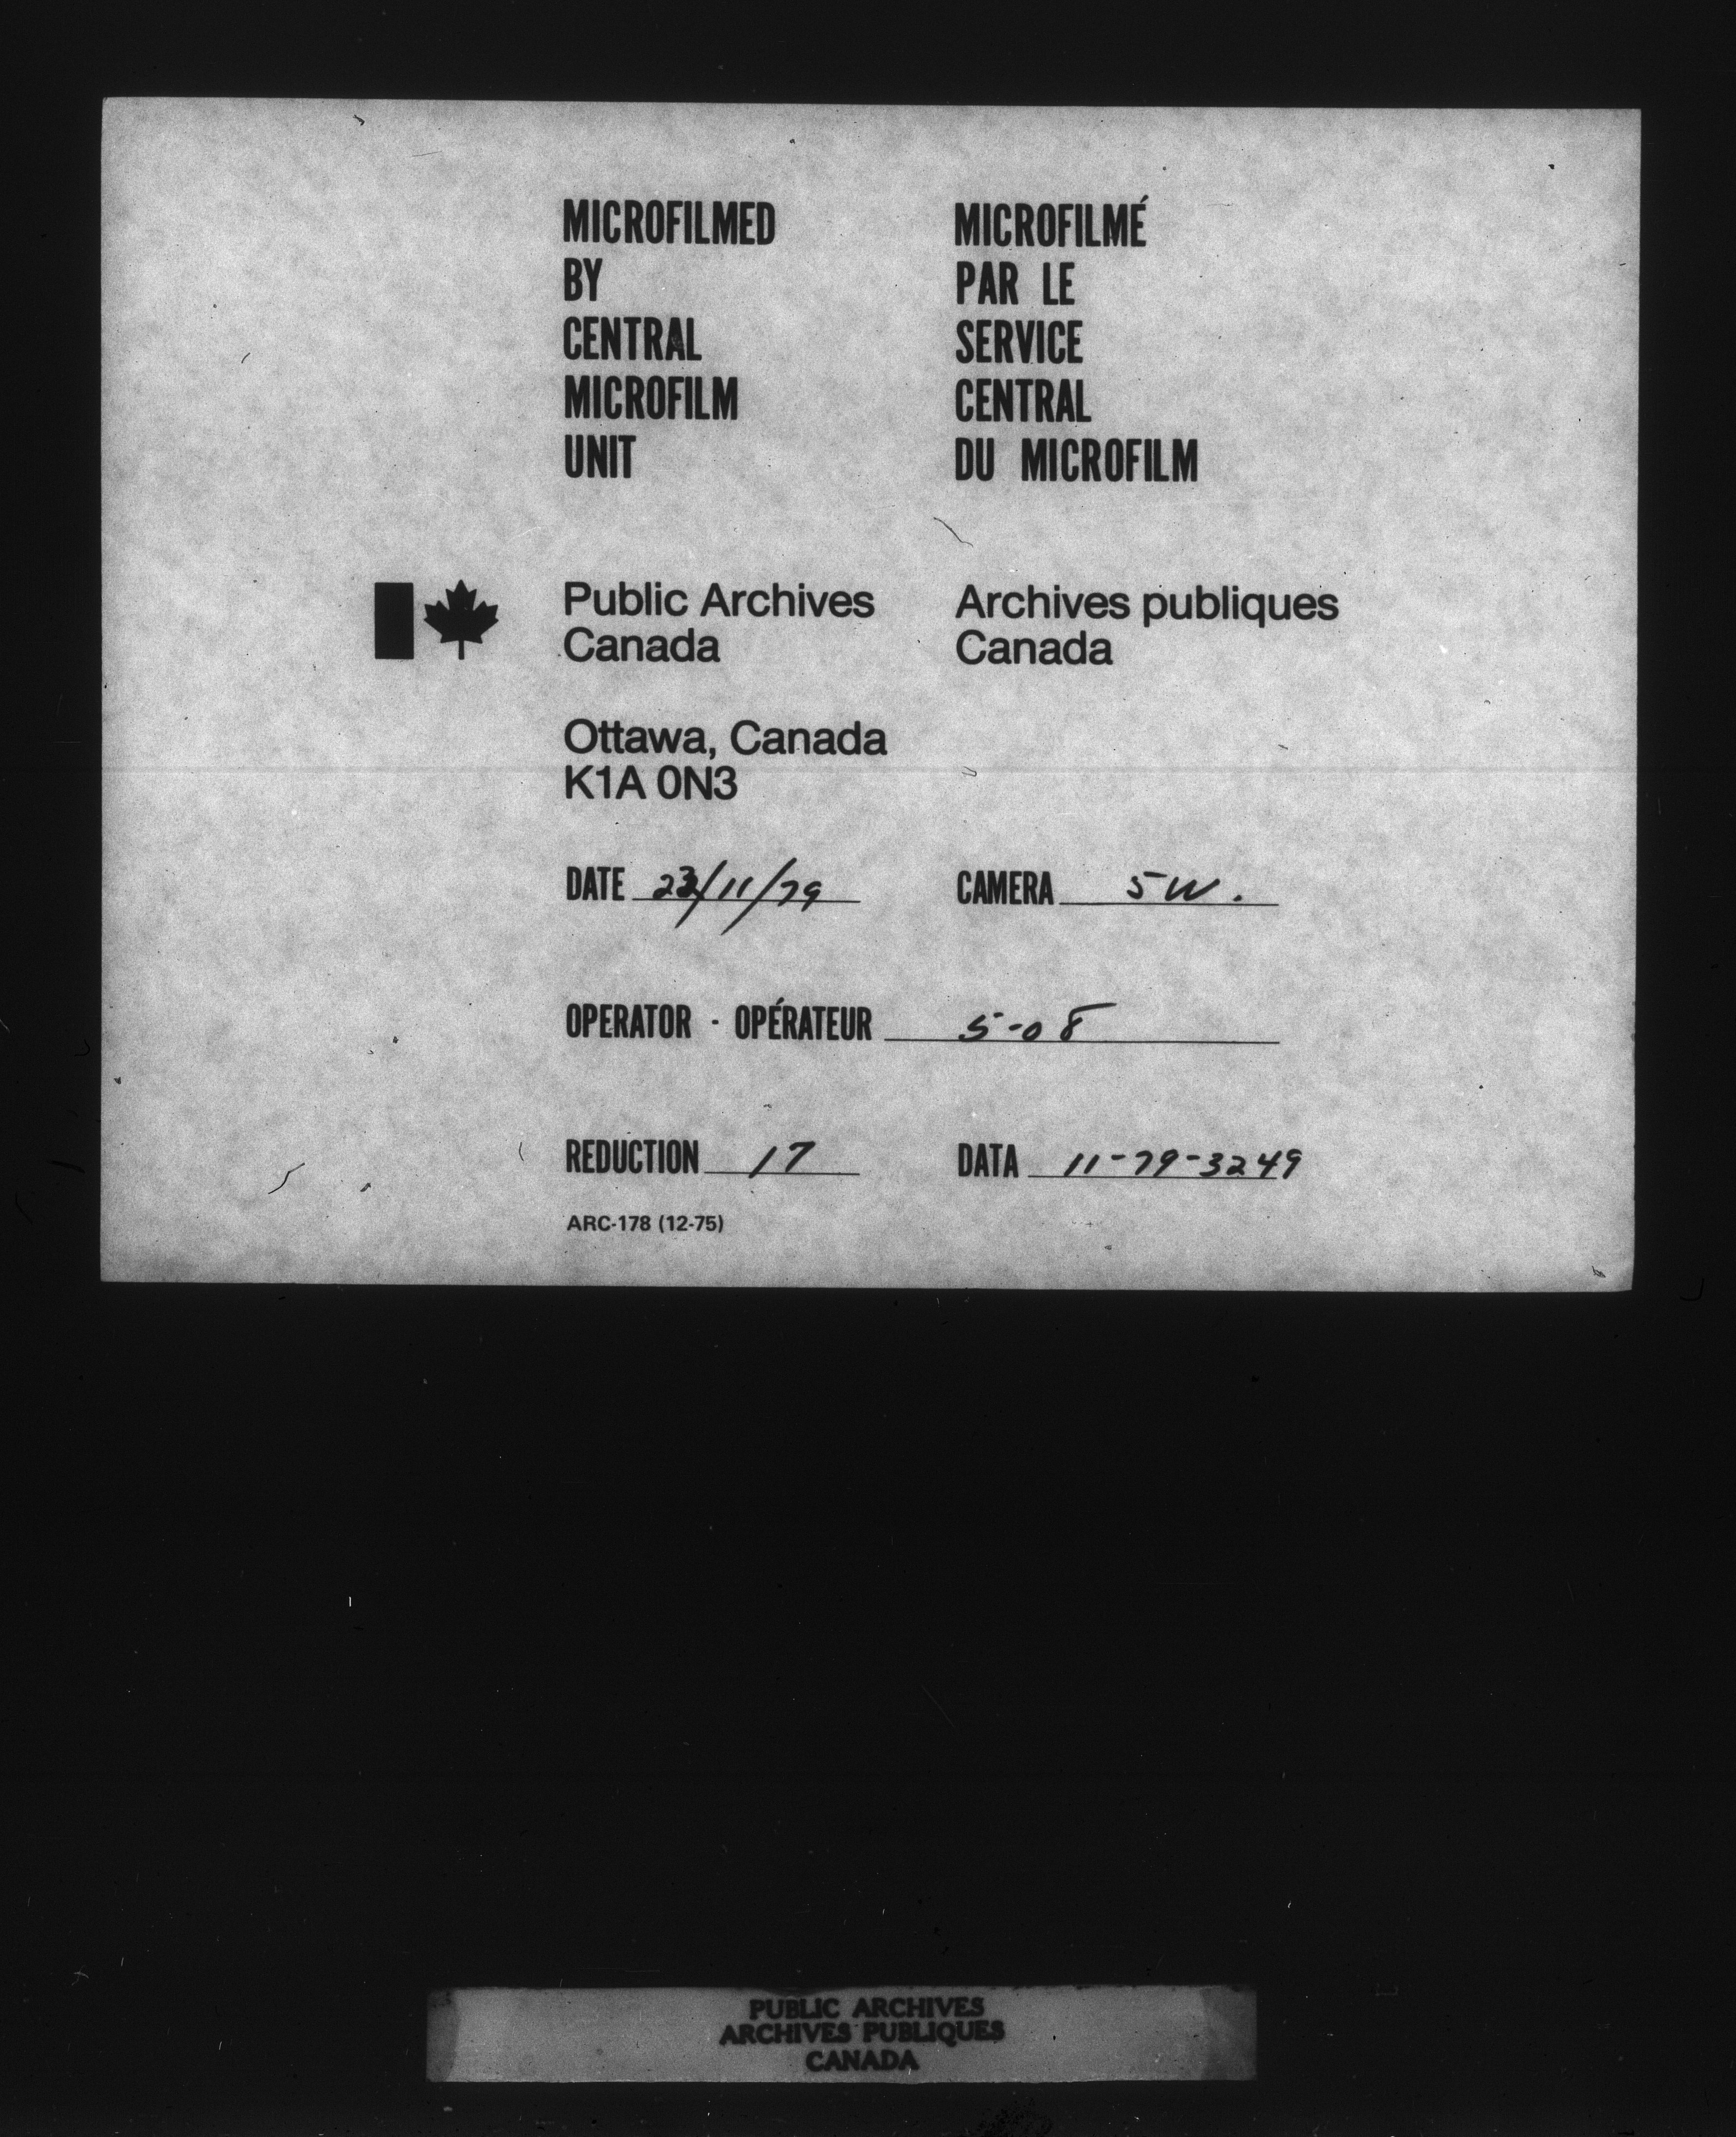 MICROFILMED
BY
CENTRAL
MICROFILM
UNIT
MICROFILMÉ
PAR LE
SERVICE
CENTRAL
DU MICROFILM
Public Archives
Canada
Archives publiques
Canada
Ottawa, Canada
K1A 0N3
DATE 23/11/79
CAMERA 5W.
OPERATOR - OPÉRATEUR 5-08
REDUCTION 17
DATA 11-79-3249
ARC-178 (12-75)
PUBLIC ARCHIVES
ARCHIVES PUBLIQUES
CANADA